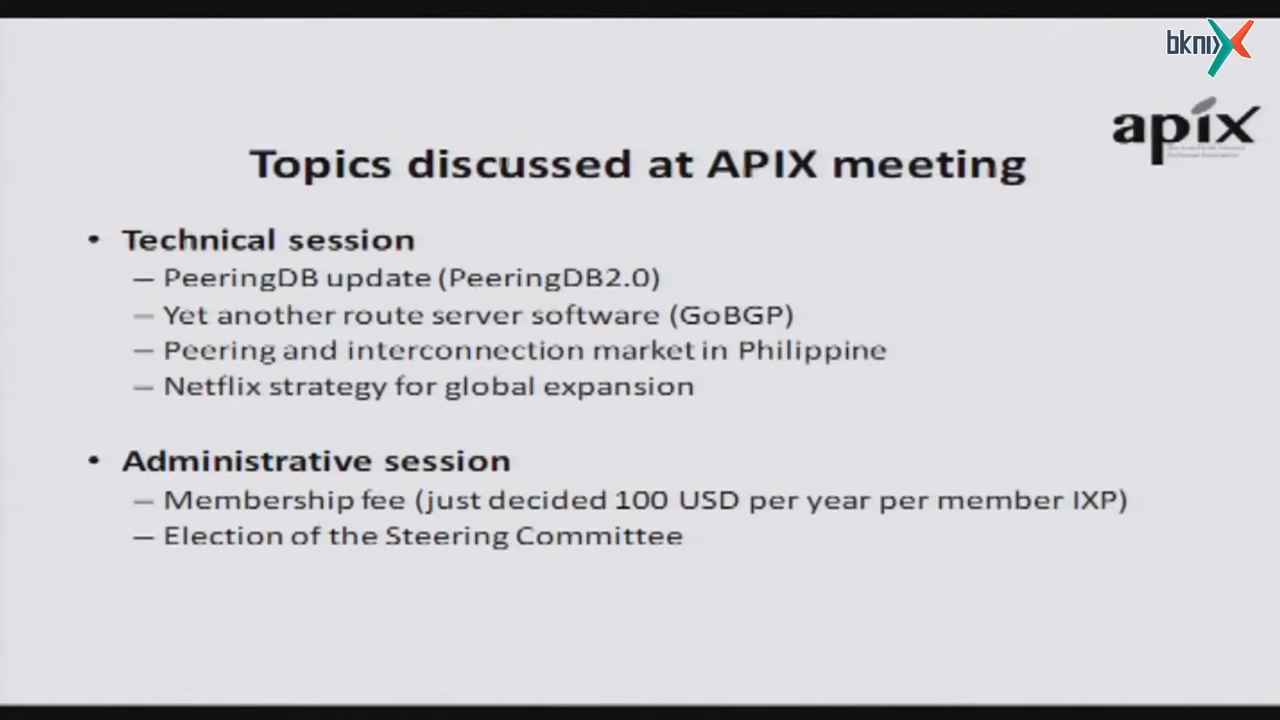 bknix
apix
Topics discussed at APIX meeting
• Technical session
– PeeringDB update (PeeringDB2.0)
– Yet another route server software (GoBGP)
– Peering and interconnection market in Philippine
– Netflix strategy for global expansion
• Administrative session
– Membership fee (just decided 100 USD per year per member IXP)
– Election of the Steering Committee